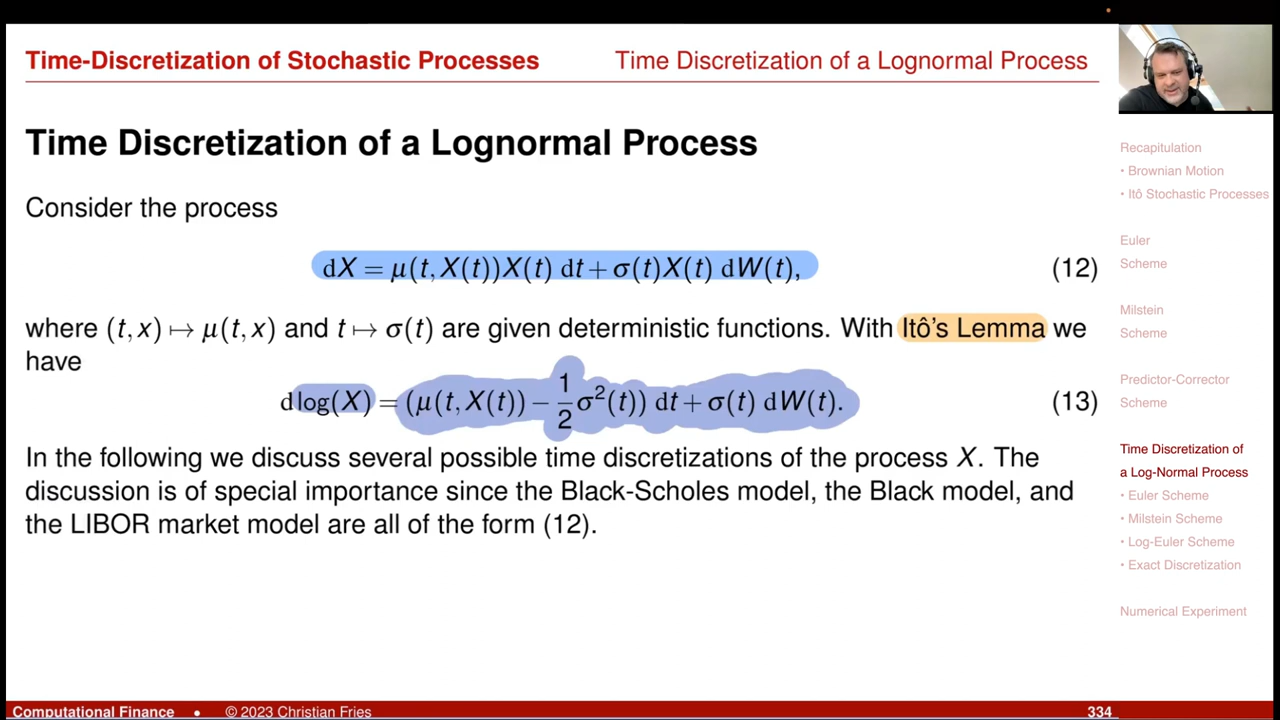 Time-Discretization of Stochastic Processes
Time Discretization of a Lognormal Process
Time Discretization of a Lognormal Process
Consider the process
dX = μ(t, X(t))X(t) dt + σ(t)X(t) dW(t), (12)
where (t, x) ↦ μ(t, x) and t ↦ σ(t) are given deterministic functions. With Itô's Lemma we
have
d log(X) = (μ(t, X(t)) − 1/2 σ²(t)) dt + σ(t) dW(t). (13)
In the following we discuss several possible time discretizations of the process X. The
discussion is of special importance since the Black-Scholes model, the Black model, and
the LIBOR market model are all of the form (12).
Recapitulation
• Brownian Motion
• Itô Stochastic Processes
Euler
Scheme
Milstein
Scheme
Predictor-Corrector
Scheme
Time Discretization of
a Log-Normal Process
• Euler Scheme
• Milstein Scheme
• Log-Euler Scheme
• Exact Discretization
Numerical Experiment
Computational Finance • © 2023 Christian Fries 334